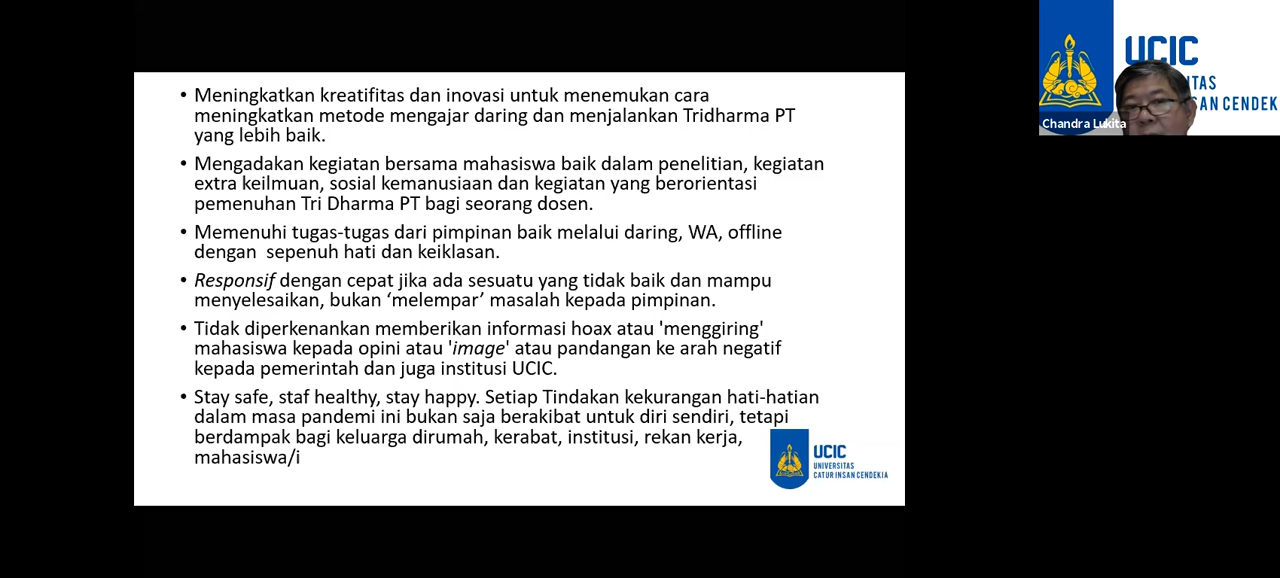 • Meningkatkan kreatifitas dan inovasi untuk menemukan cara
meningkatkan metode mengajar daring dan menjalankan Tridharma PT
yang lebih baik.
• Mengadakan kegiatan bersama mahasiswa baik dalam penelitian, kegiatan
extra keilmuan, sosial kemanusiaan dan kegiatan yang berorientasi
pemenuhan Tri Dharma PT bagi seorang dosen.
• Memenuhi tugas-tugas dari pimpinan baik melalui daring, WA, offline
dengan  sepenuh hati dan keiklasan.
• Responsif dengan cepat jika ada sesuatu yang tidak baik dan mampu
menyelesaikan, bukan ‘melempar’ masalah kepada pimpinan.
• Tidak diperkenankan memberikan informasi hoax atau 'menggiring'
mahasiswa kepada opini atau 'image' atau pandangan ke arah negatif
kepada pemerintah dan juga institusi UCIC.
• Stay safe, staf healthy, stay happy. Setiap Tindakan kekurangan hati-hatian
dalam masa pandemi ini bukan saja berakibat untuk diri sendiri, tetapi
berdampak bagi keluarga dirumah, kerabat, institusi, rekan kerja,
mahasiswa/i
UCIC
UNIVERSITAS
CATUR INSAN CENDEKIA
UCIC
ITAS
SAN CENDEK
Chandra Lukita